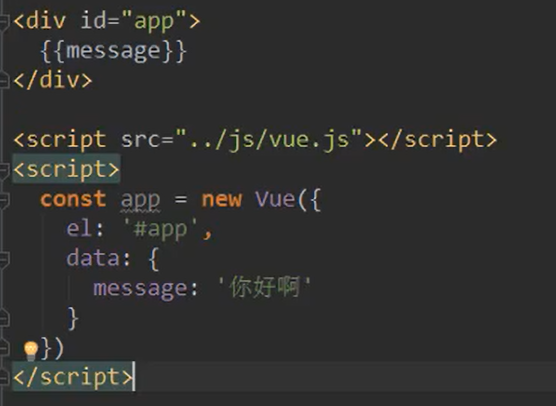 <div id="app">
  {{message}}
</div>

<script src="../js/vue.js"></script>
<script>
  const app = new Vue({
    el: '#app',
    data: {
      message: '你好啊'
    }
  })
</script>